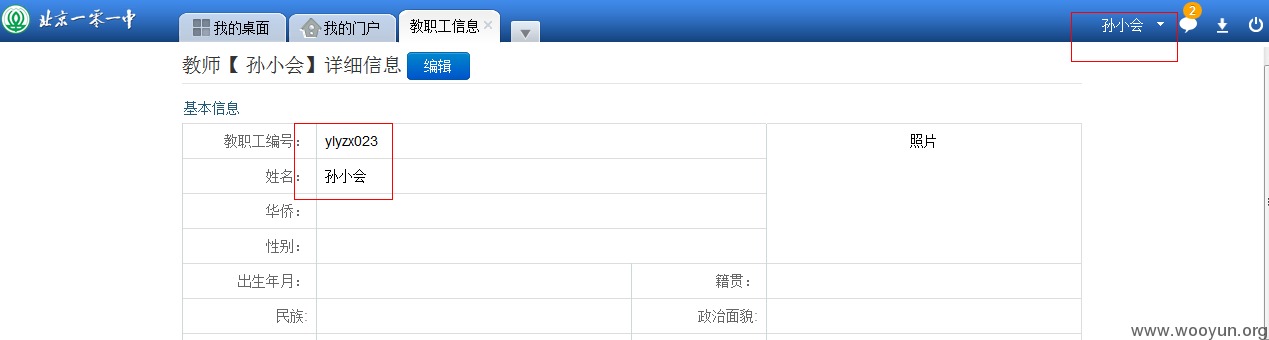 北京一零一中 我的桌面 我的门户 教职工信息 孙小会 2
教师【 孙小会】详细信息 编辑
基本信息
教职工编号: ylyzx023 照片
姓名: 孙小会
华侨:
性别:
出生年月: 籍贯:
民族: 政治面貌:
www.wooyun.org